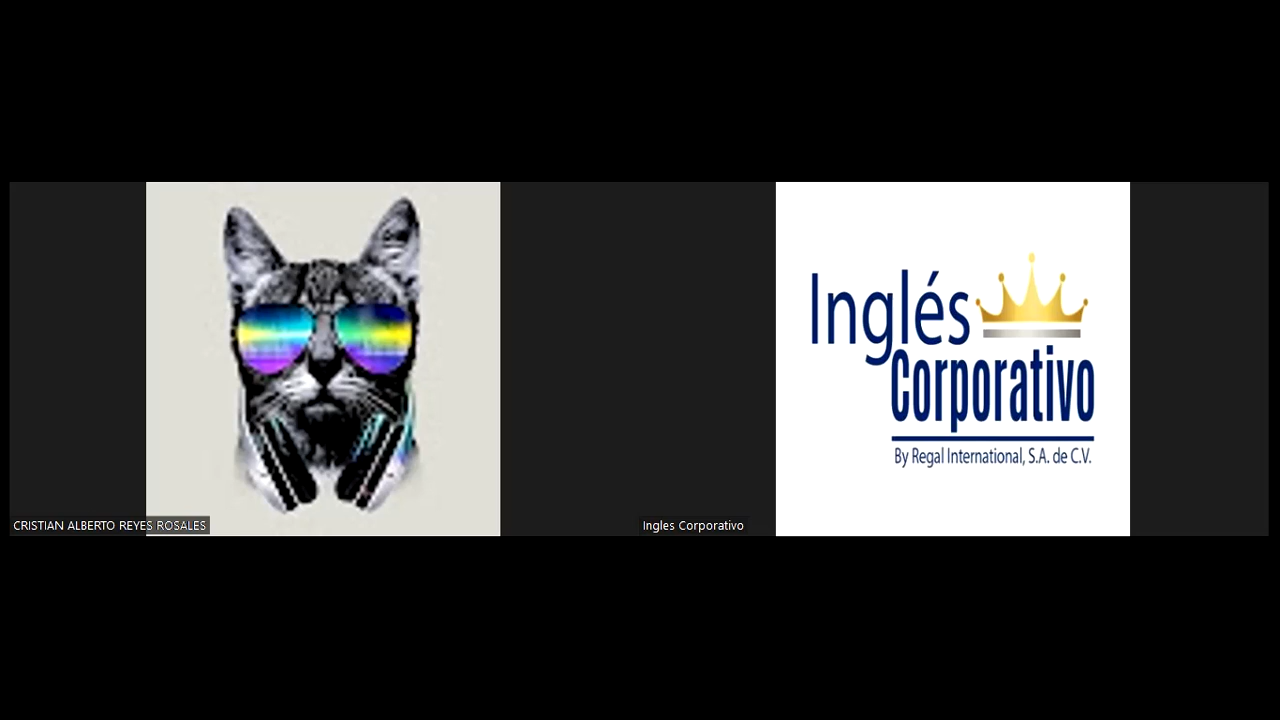 Inglés
Corporativo
By Regal International, S.A. de C.V.
CRISTIAN ALBERTO REYES ROSALES
Ingles Corporativo